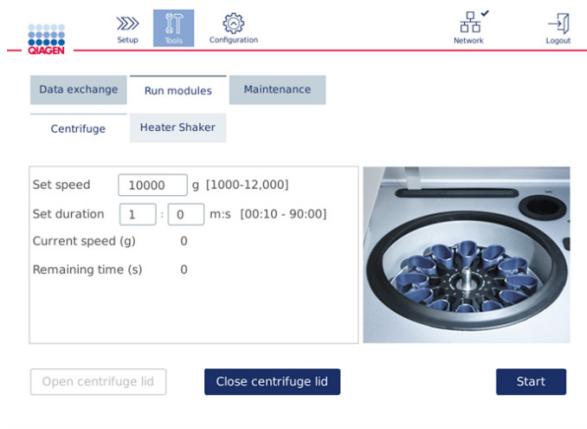 QIAGEN
Setup
Tools
Configuration
Network
Logout
Data exchange
Run modules
Maintenance
Centrifuge
Heater Shaker
Set speed 10000 g [1000-12,000]
Set duration 1 : 0 m:s [00:10 - 90:00]
Current speed (g) 0
Remaining time (s) 0
Open centrifuge lid
Close centrifuge lid
Start